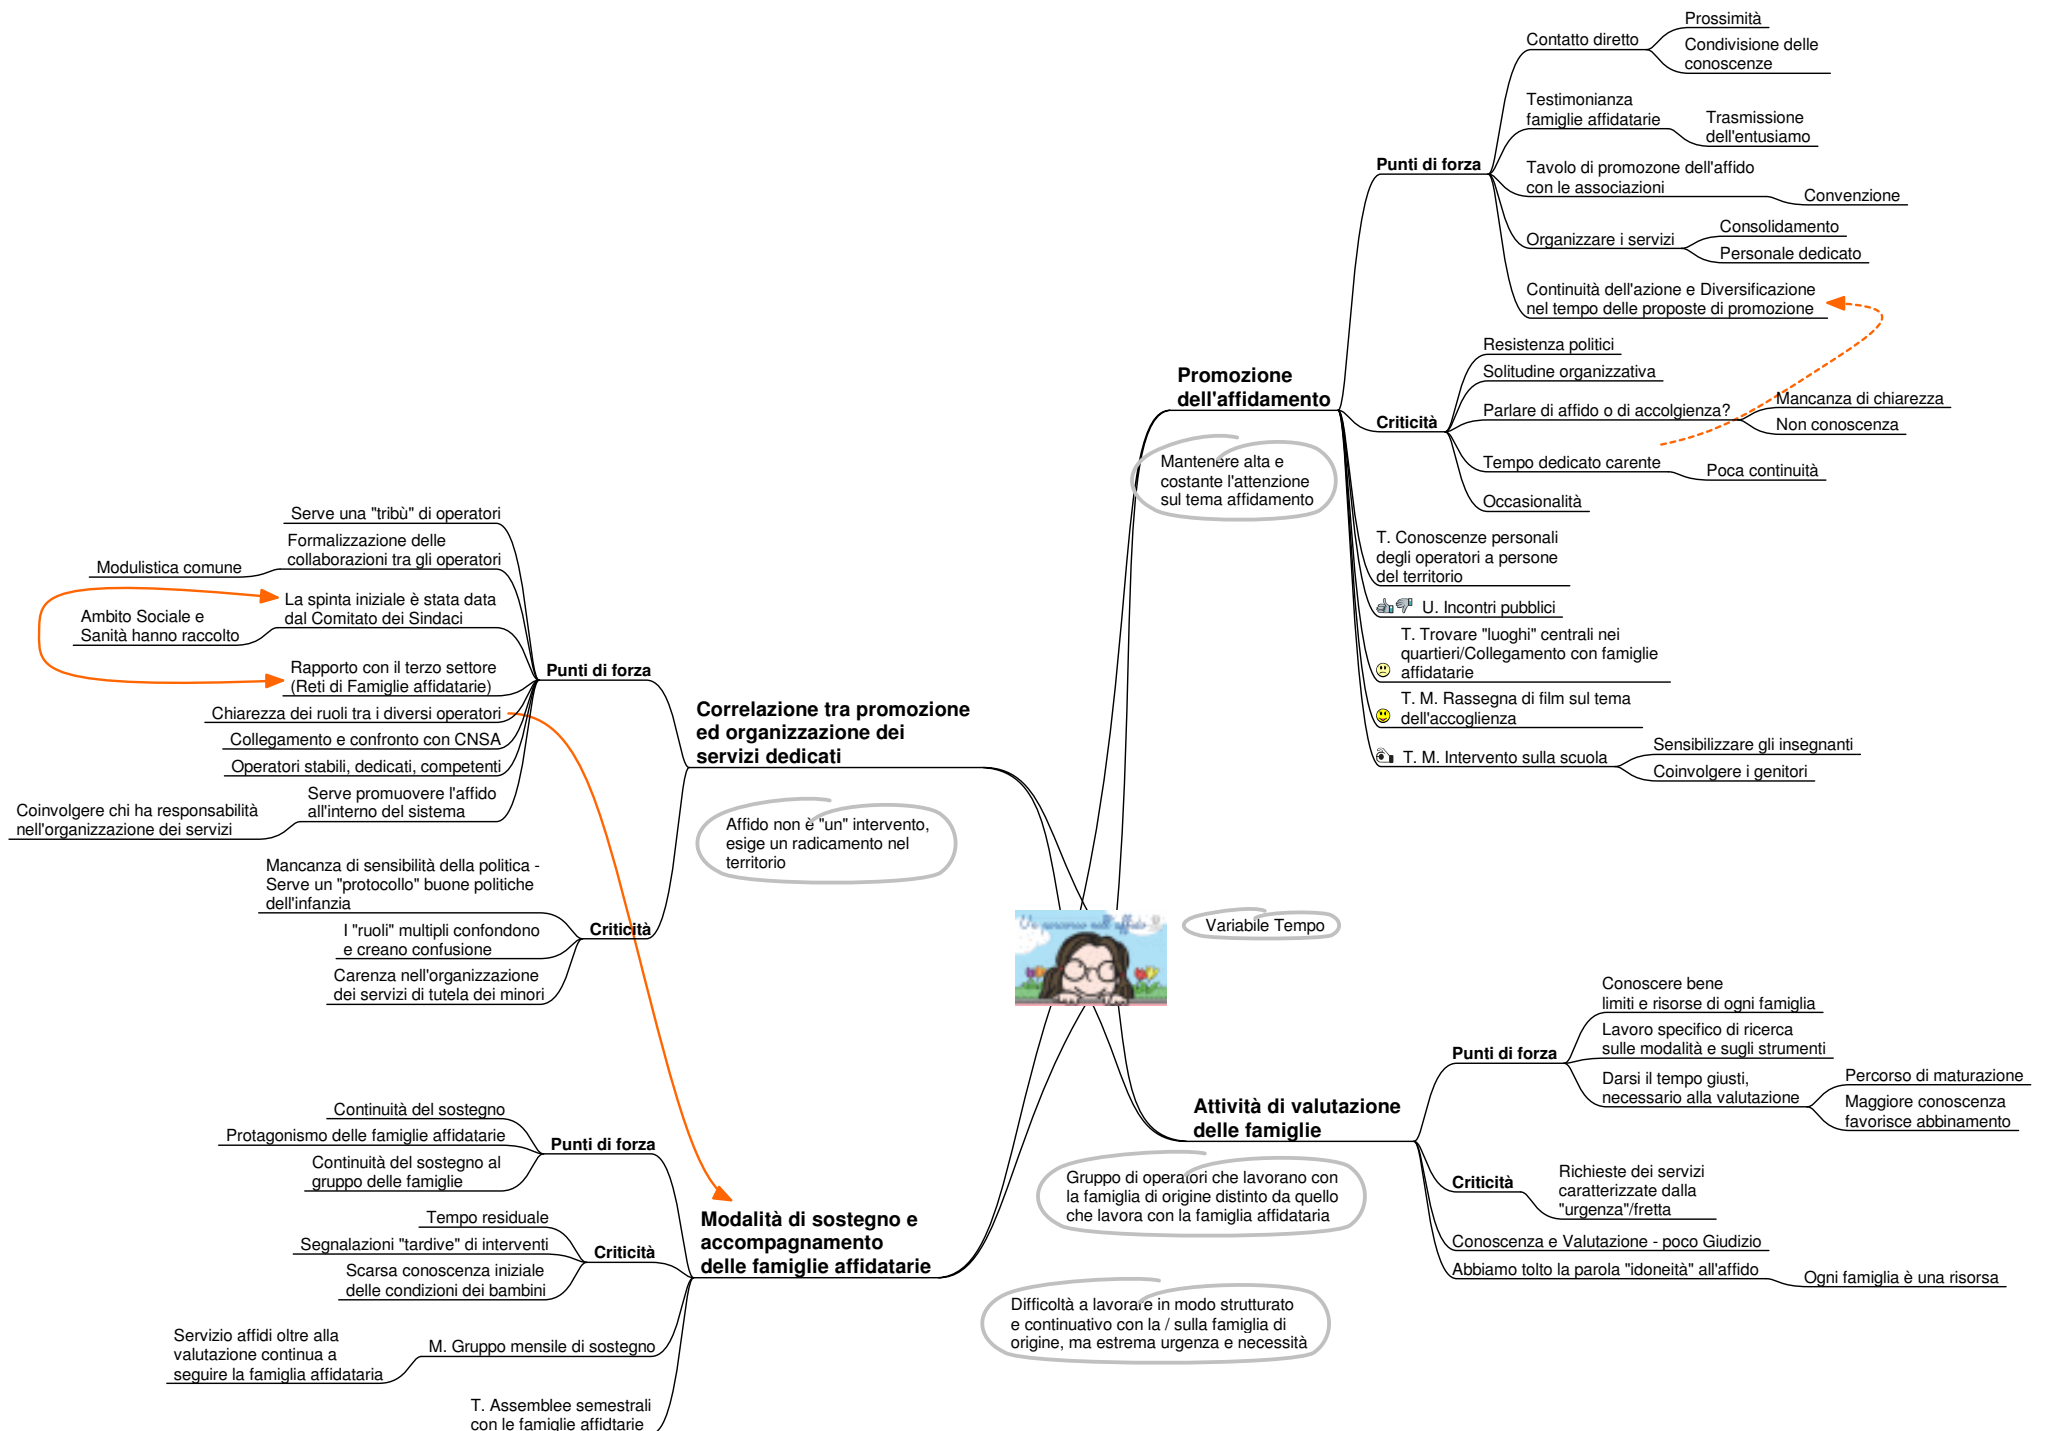 Prossimità
Contatto diretto
Condivisione delle
conoscenze
Testimonianza
famiglie affidatarie
Trasmissione
dell'entusiamo
Punti di forza
Tavolo di promozone dell'affido
con le associazioni
Convenzione
Organizzare i servizi
Consolidamento
Personale dedicato
Continuità dell'azione e Diversificazione
nel tempo delle proposte di promozione
Promozione
dell'affidamento
Criticità
Resistenza politici
Solitudine organizzativa
Parlare di affido o di accolgienza?
Mancanza di chiarezza
Non conoscenza
Tempo dedicato carente
Poca continuità
Occasionalità
Mantenere alta e
costante l'attenzione
sul tema affidamento
T. Conoscenze personali
degli operatori a persone
del territorio
U. Incontri pubblici
T. Trovare "luoghi" centrali nei
quartieri/Collegamento con famiglie
affidatarie
T. M. Rassegna di film sul tema
dell'accoglienza
T. M. Intervento sulla scuola
Sensibilizzare gli insegnanti
Coinvolgere i genitori
Serve una "tribù" di operatori
Formalizzazione delle
collaborazioni tra gli operatori
Modulistica comune
La spinta iniziale è stata data
dal Comitato dei Sindaci
Ambito Sociale e
Sanità hanno raccolto
Rapporto con il terzo settore
(Reti di Famiglie affidatarie)
Punti di forza
Chiarezza dei ruoli tra i diversi operatori
Collegamento e confronto con CNSA
Operatori stabili, dedicati, competenti
Serve promuovere l'affido
all'interno del sistema
Coinvolgere chi ha responsabilità
nell'organizzazione dei servizi
Correlazione tra promozione
ed organizzazione dei
servizi dedicati
Affido non è "un" intervento,
esige un radicamento nel
territorio
Mancanza di sensibilità della politica -
Serve un "protocollo" buone politiche
dell'infanzia
Criticità
I "ruoli" multipli confondono
e creano confusione
Carenza nell'organizzazione
dei servizi di tutela dei minori
Un percorso nell'affido
Variabile Tempo
Conoscere bene
limiti e risorse di ogni famiglia
Punti di forza
Lavoro specifico di ricerca
sulle modalità e sugli strumenti
Darsi il tempo giusti,
necessario alla valutazione
Percorso di maturazione
Maggiore conoscenza
favorisce abbinamento
Attività di valutazione
delle famiglie
Criticità
Richieste dei servizi
caratterizzate dalla
"urgenza"/fretta
Conoscenza e Valutazione - poco Giudizio
Abbiamo tolto la parola "idoneità" all'affido
Ogni famiglia è una risorsa
Gruppo di operatori che lavorano con
la famiglia di origine distinto da quello
che lavora con la famiglia affidataria
Difficoltà a lavorare in modo strutturato
e continuativo con la / sulla famiglia di
origine, ma estrema urgenza e necessità
Continuità del sostegno
Protagonismo delle famiglie affidatarie
Punti di forza
Continuità del sostegno al
gruppo delle famiglie
Modalità di sostegno e
accompagnamento
delle famiglie affidatarie
Tempo residuale
Segnalazioni "tardive" di interventi
Criticità
Scarsa conoscenza iniziale
delle condizioni dei bambini
M. Gruppo mensile di sostegno
Servizio affidi oltre alla
valutazione continua a
seguire la famiglia affidataria
T. Assemblee semestrali
con le famiglie affidtarie